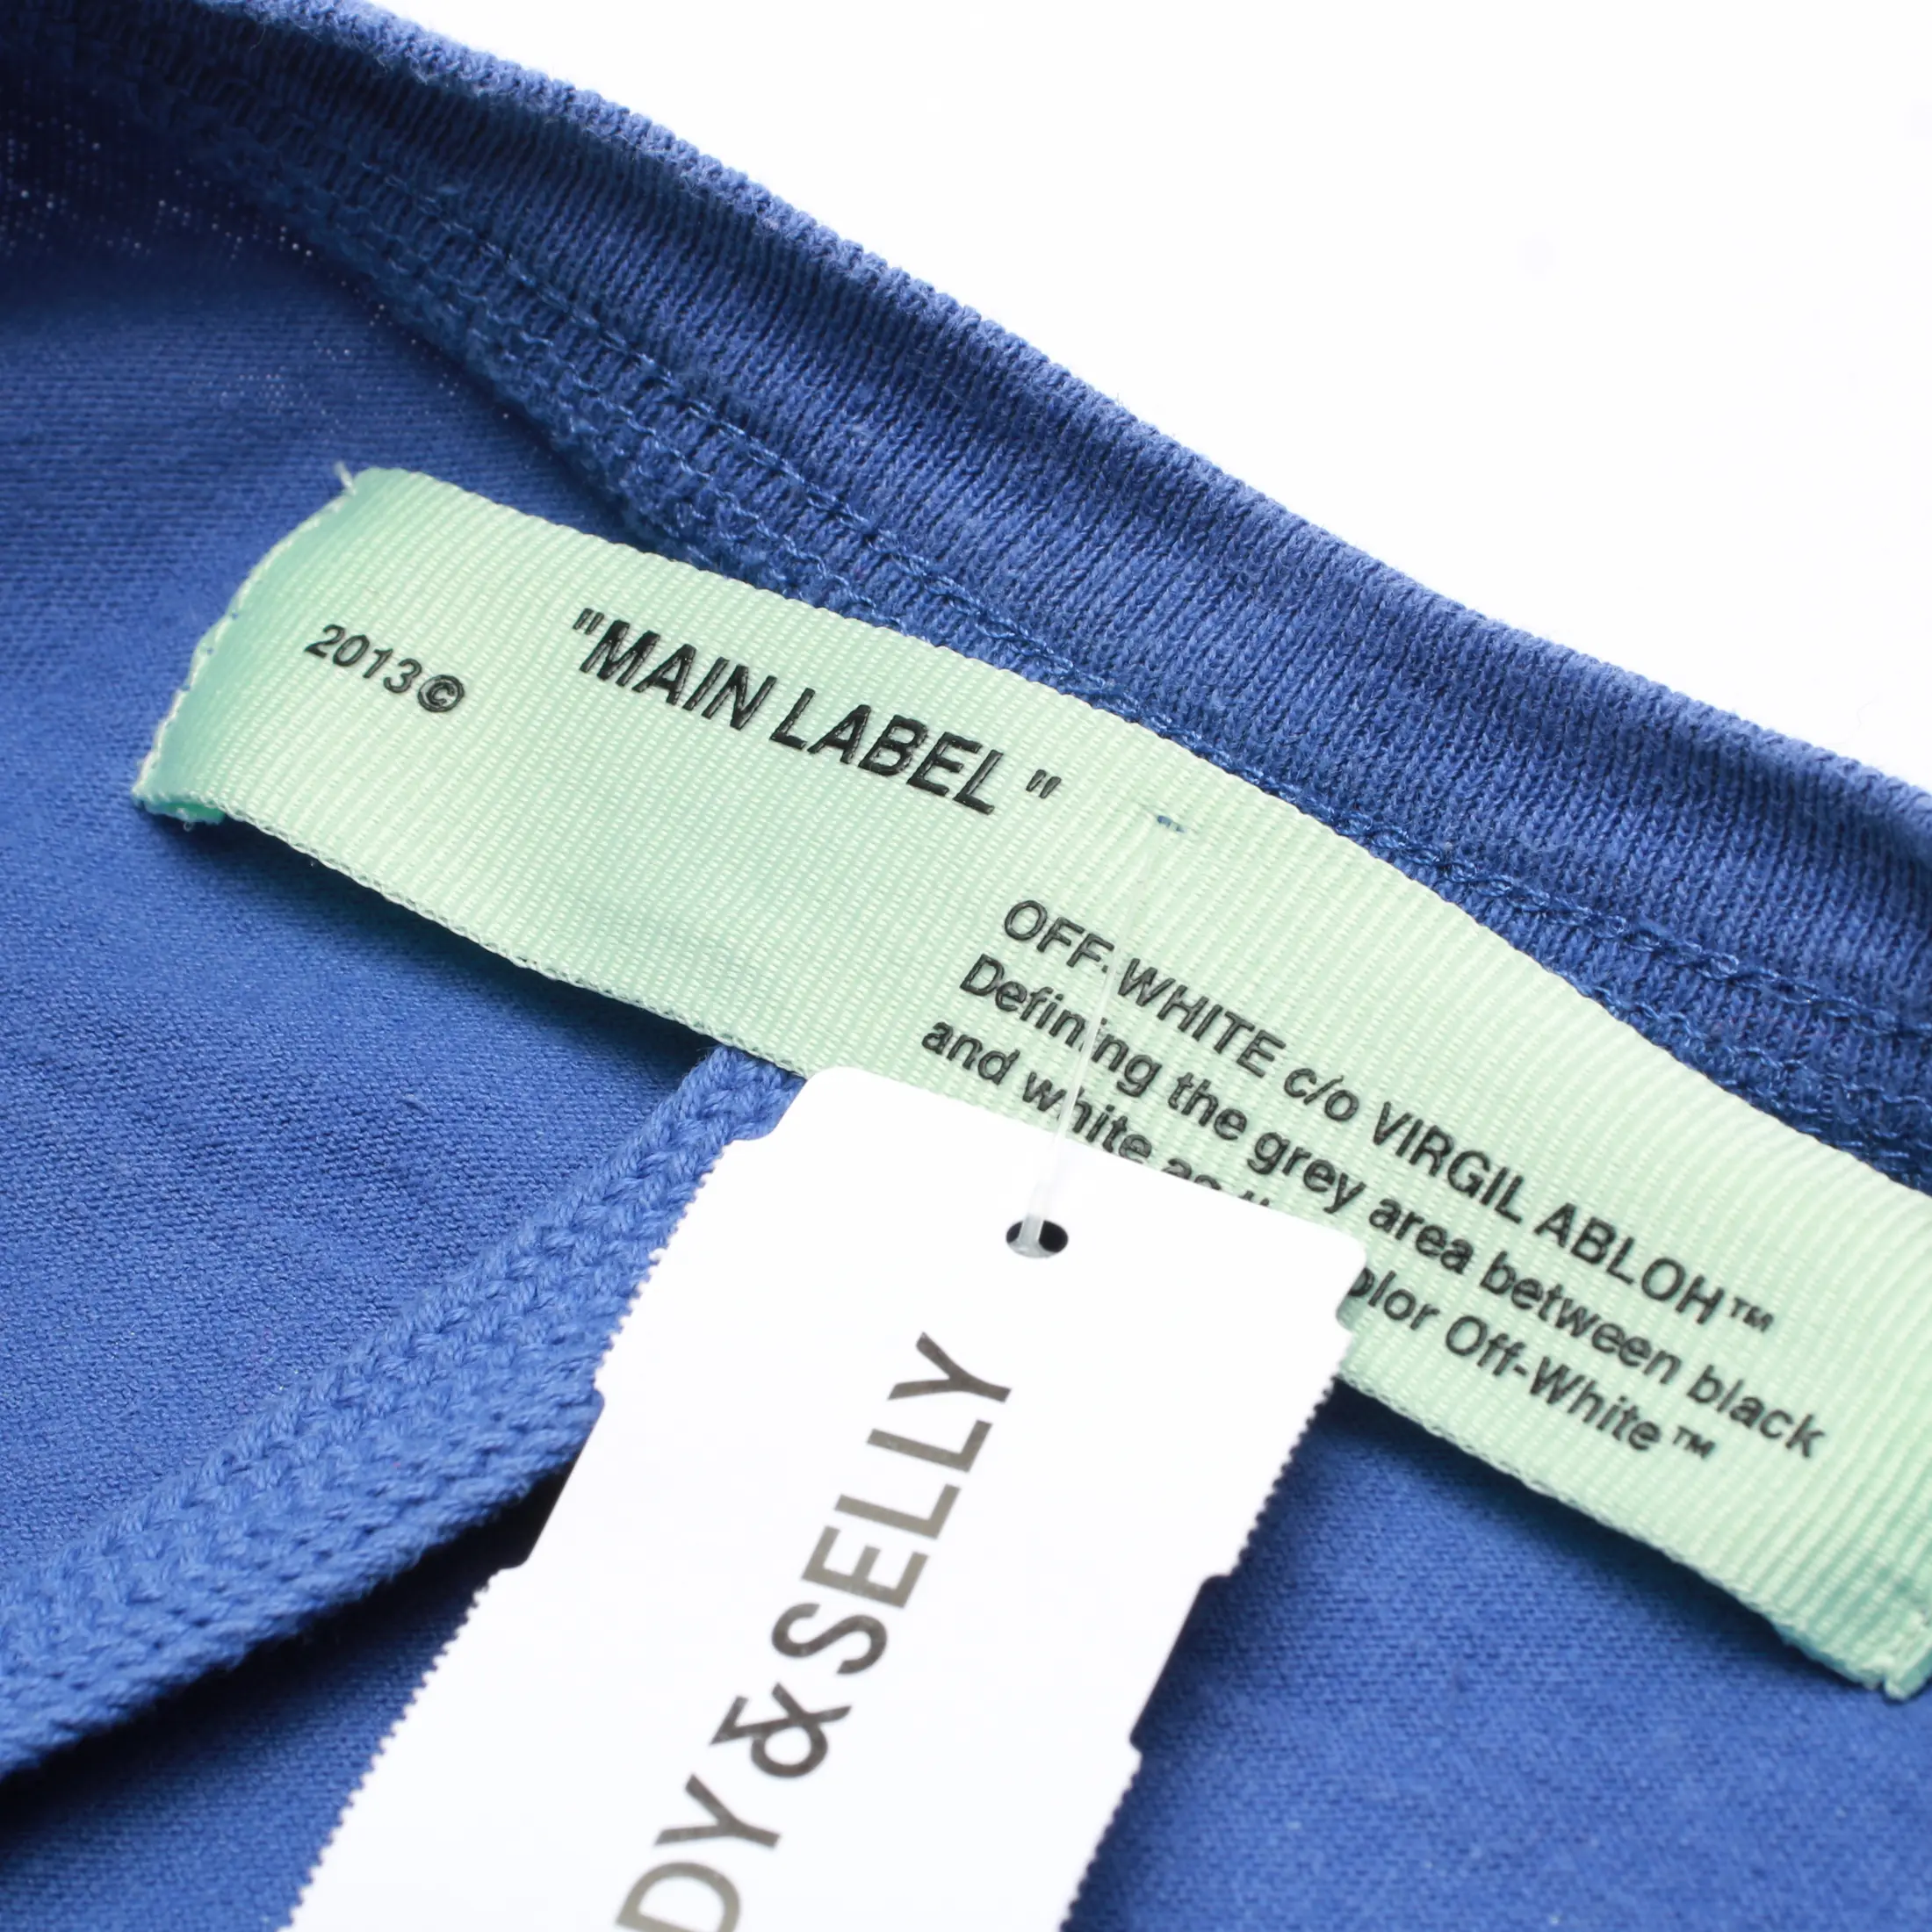 2013©
"MAIN LABEL"
OFF-WHITE c/o VIRGIL ABLOH™
Defining the grey area between black
and white as Off-White™
DY&SELLY